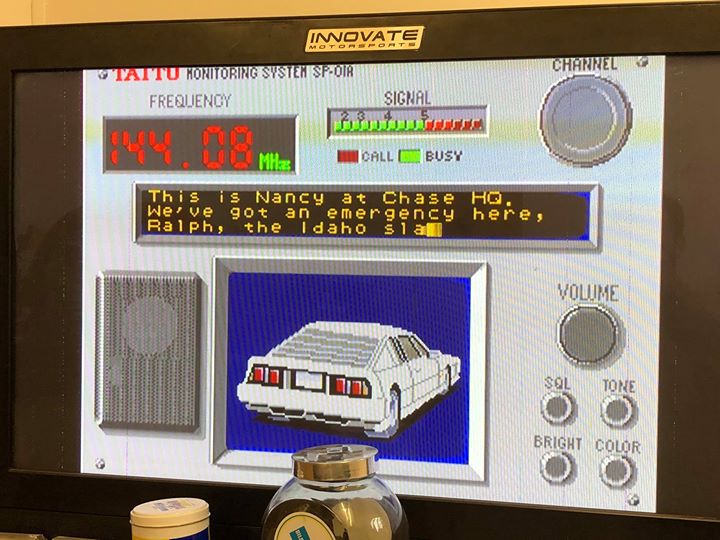 INNOVATE
MOTORSPORTS
TAITO MONITORING SYSTEM SP-01A
CHANNEL
FREQUENCY
SIGNAL
2 3 4 5
144.08 MHz
CALL BUSY
This is Nancy at Chase HQ.
We've got an emergency here,
Ralph, the Idaho sla
VOLUME
SQL TONE
BRIGHT COLOR